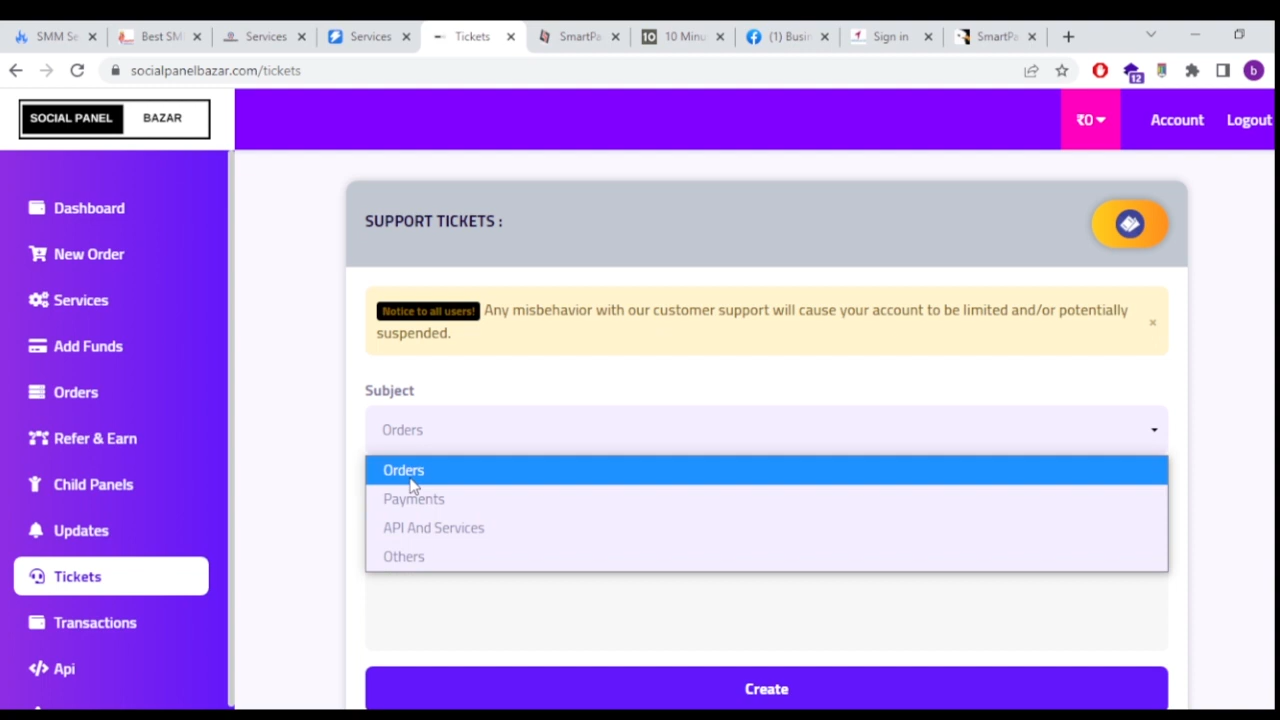 SMM Se
Best SM
Services
Services
Tickets
SmartPa
10 Minu
(1) Busin
Sign in
SmartPa
socialpanelbazar.com/tickets
12
b
SOCIAL PANEL BAZAR
₹0
Account
Logout
Dashboard
New Order
Services
Add Funds
Orders
Refer & Earn
Child Panels
Updates
Tickets
Transactions
Api
SUPPORT TICKETS :
Notice to all users! Any misbehavior with our customer support will cause your account to be limited and/or potentially
suspended.
Subject
Orders
Orders
Payments
API And Services
Others
Create